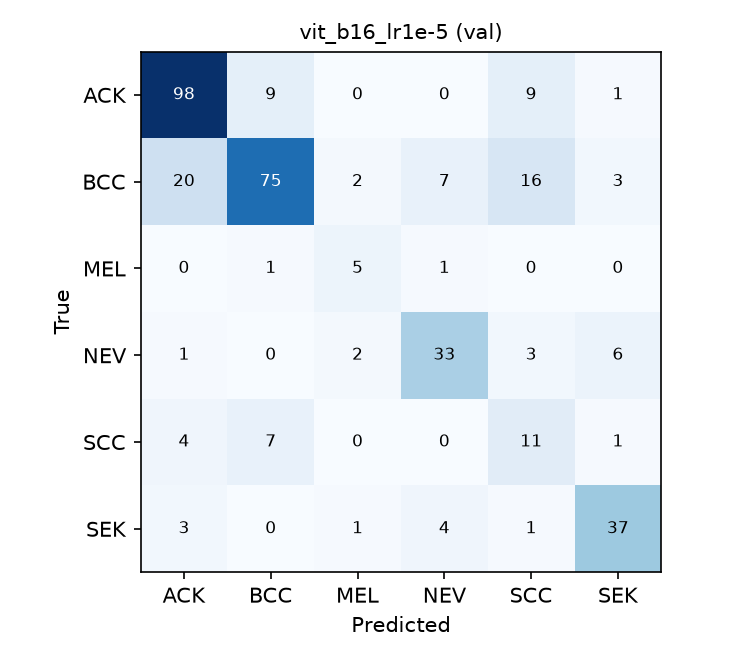 vit_b16_lr1e-5 (val)
ACK 98 9 0 0 9 1
BCC 20 75 2 7 16 3
MEL 0 1 5 1 0 0
NEV 1 0 2 33 3 6
SCC 4 7 0 0 11 1
SEK 3 0 1 4 1 37
ACK BCC MEL NEV SCC SEK
Predicted
True